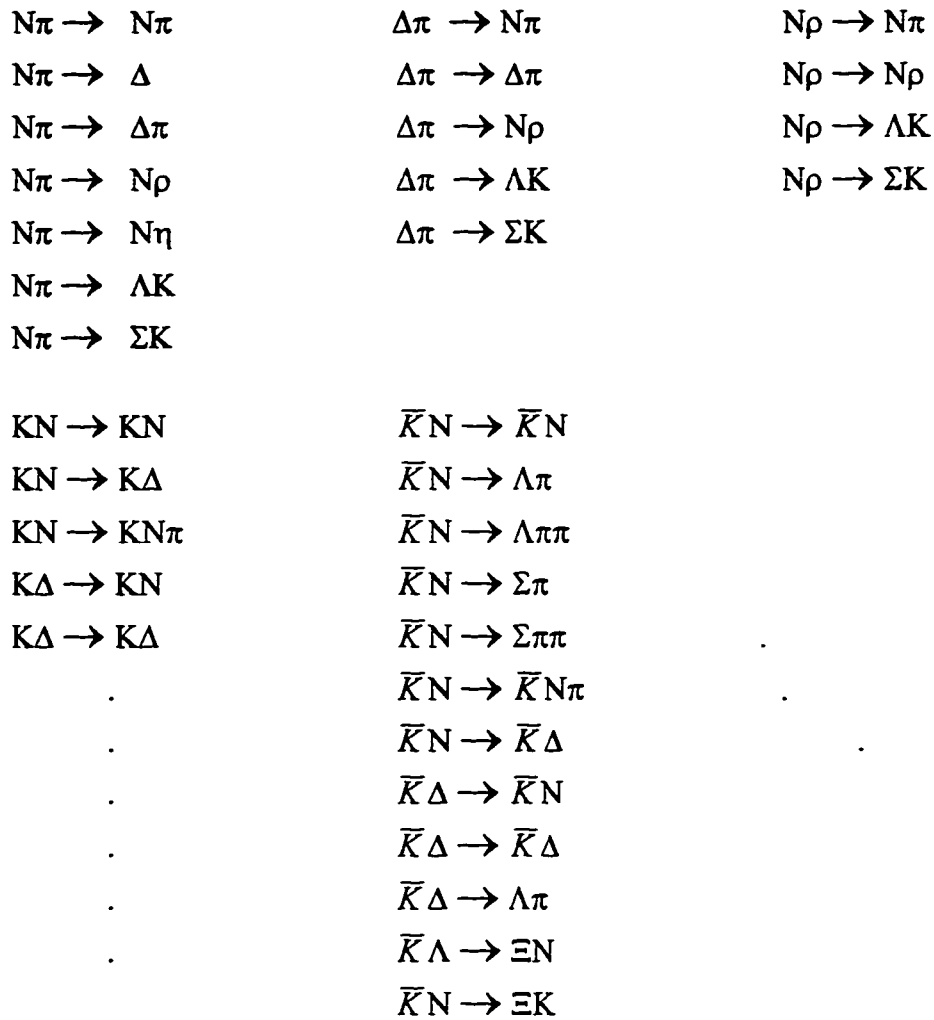 Nπ → Nπ Δπ → Nπ Nρ → Nπ
Nπ → Δ Δπ → Δπ Nρ → Nρ
Nπ → Δπ Δπ → Nρ Nρ → ΛK
Nπ → Nρ Δπ → ΛK Nρ → ΣK
Nπ → Nη Δπ → ΣK
Nπ → ΛK
Nπ → ΣK
KN → KN K̅N → K̅N
KN → KΔ K̅N → Λπ
KN → KNπ K̅N → Λππ
KΔ → KN K̅N → Σπ
KΔ → KΔ K̅N → Σππ .
. K̅N → K̅Nπ .
. K̅N → K̅Δ .
. K̅Δ → K̅N
. K̅Δ → K̅Δ
. K̅Δ → Λπ
. K̅Λ → ΞN
K̅N → ΞK